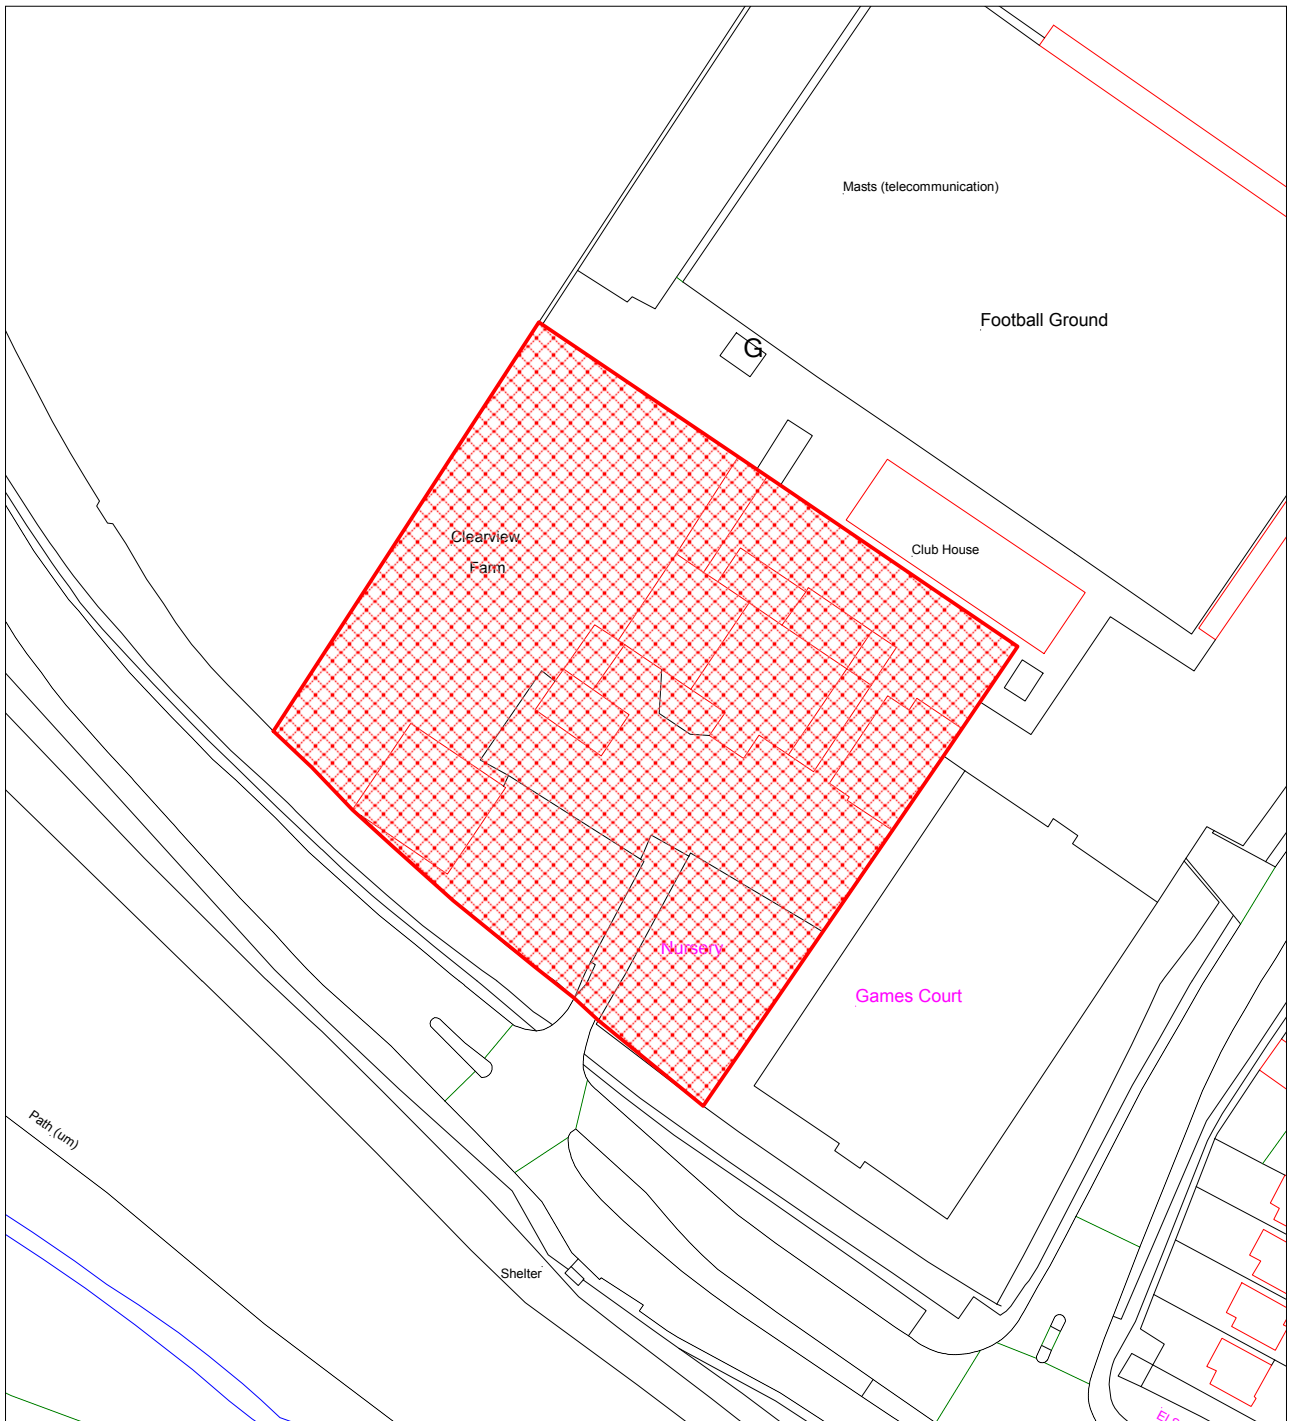 Masts (telecommunication)
Football Ground
G
Clearview
Farm
Club House
Nursery
Games Court
Path (um)
Shelter